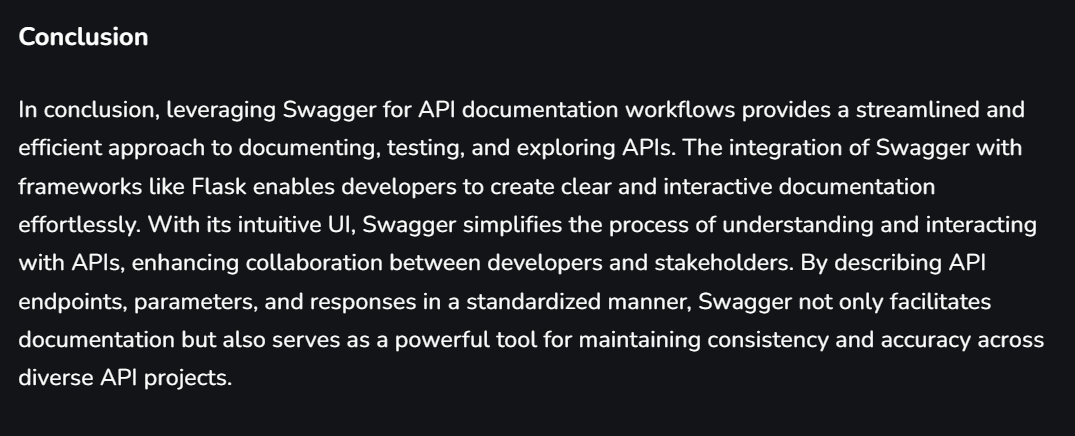 Conclusion
In conclusion, leveraging Swagger for API documentation workflows provides a streamlined and
efficient approach to documenting, testing, and exploring APIs. The integration of Swagger with
frameworks like Flask enables developers to create clear and interactive documentation
effortlessly. With its intuitive UI, Swagger simplifies the process of understanding and interacting
with APIs, enhancing collaboration between developers and stakeholders. By describing API
endpoints, parameters, and responses in a standardized manner, Swagger not only facilitates
documentation but also serves as a powerful tool for maintaining consistency and accuracy across
diverse API projects.